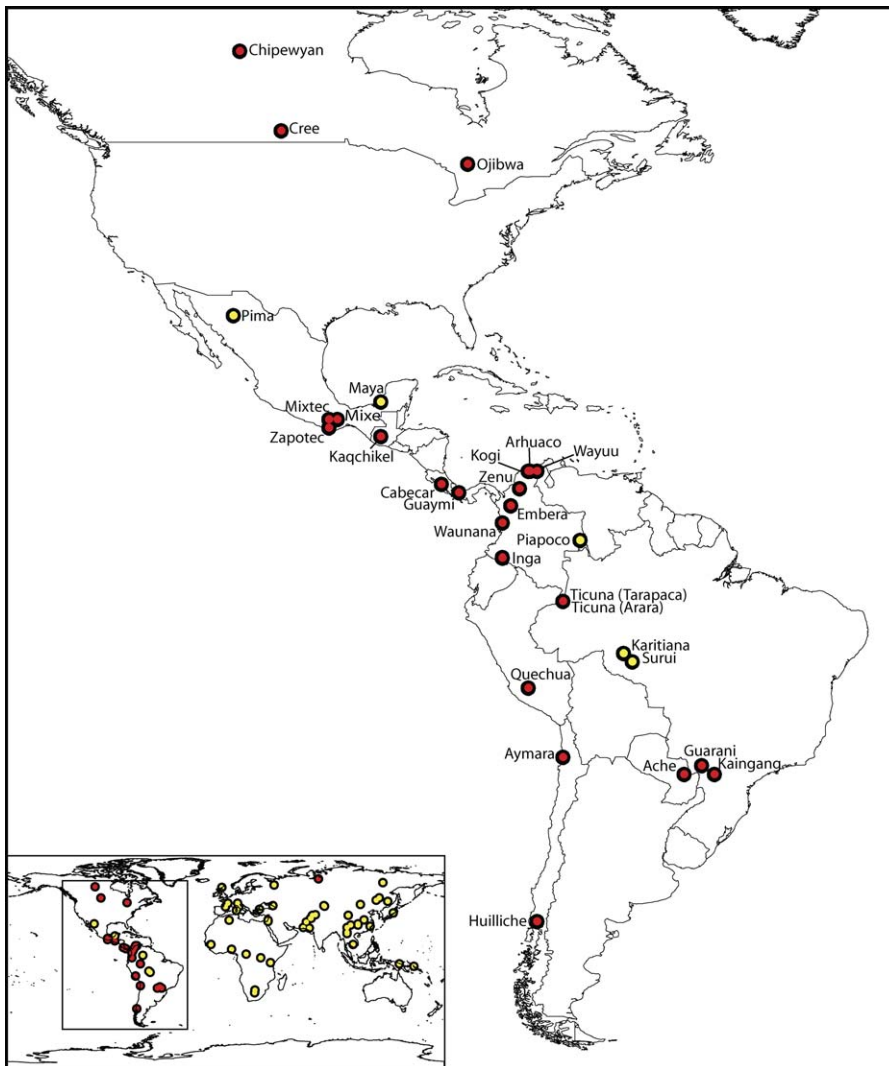 Chipewyan
Cree
Ojibwa
Pima
Maya
Mixtec
Mixe
Zapotec
Kaqchikel
Arhuaco
Kogi
Wayuu
Zenu
Cabecar
Guaymi
Embera
Waunana
Piapoco
Inga
Ticuna (Tarapaca)
Ticuna (Arara)
Karitiana
Surui
Quechua
Aymara
Guarani
Ache
Kaingang
Huilliche